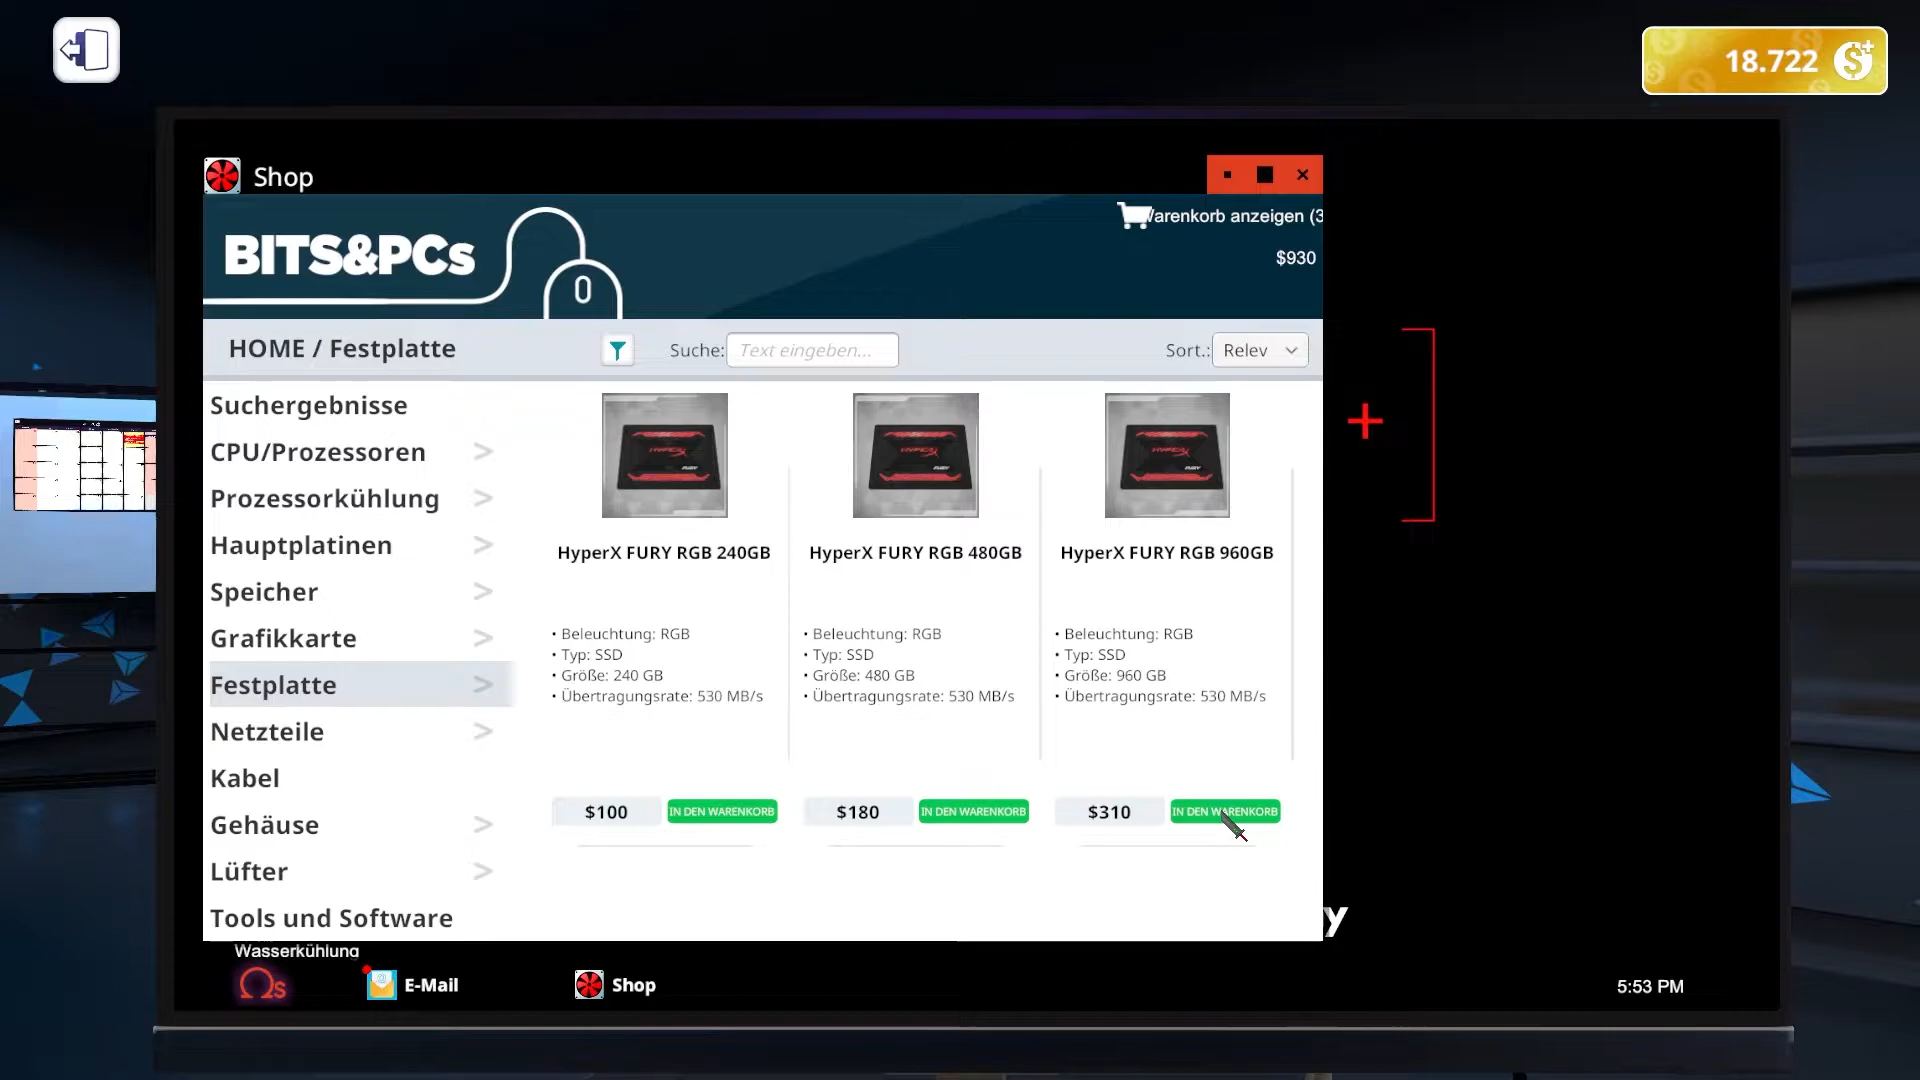 18.722
Shop
BITS&PCs
arenkorb anzeigen (3
$930
HOME / Festplatte
Suche:
Text eingeben...
Sort.:
Relev
Suchergebnisse
CPU/Prozessoren
Prozessorkühlung
Hauptplatinen
Speicher
Grafikkarte
Festplatte
Netzteile
Kabel
Gehäuse
Lüfter
Tools und Software
Wasserkühlung
HyperX FURY RGB 240GB
• Beleuchtung: RGB
• Typ: SSD
• Größe: 240 GB
• Übertragungsrate: 530 MB/s
$100
IN DEN WARENKORB
HyperX FURY RGB 480GB
• Beleuchtung: RGB
• Typ: SSD
• Größe: 480 GB
• Übertragungsrate: 530 MB/s
$180
IN DEN WARENKORB
HyperX FURY RGB 960GB
• Beleuchtung: RGB
• Typ: SSD
• Größe: 960 GB
• Übertragungsrate: 530 MB/s
$310
IN DEN WARENKORB
y
E-Mail
Shop
5:53 PM